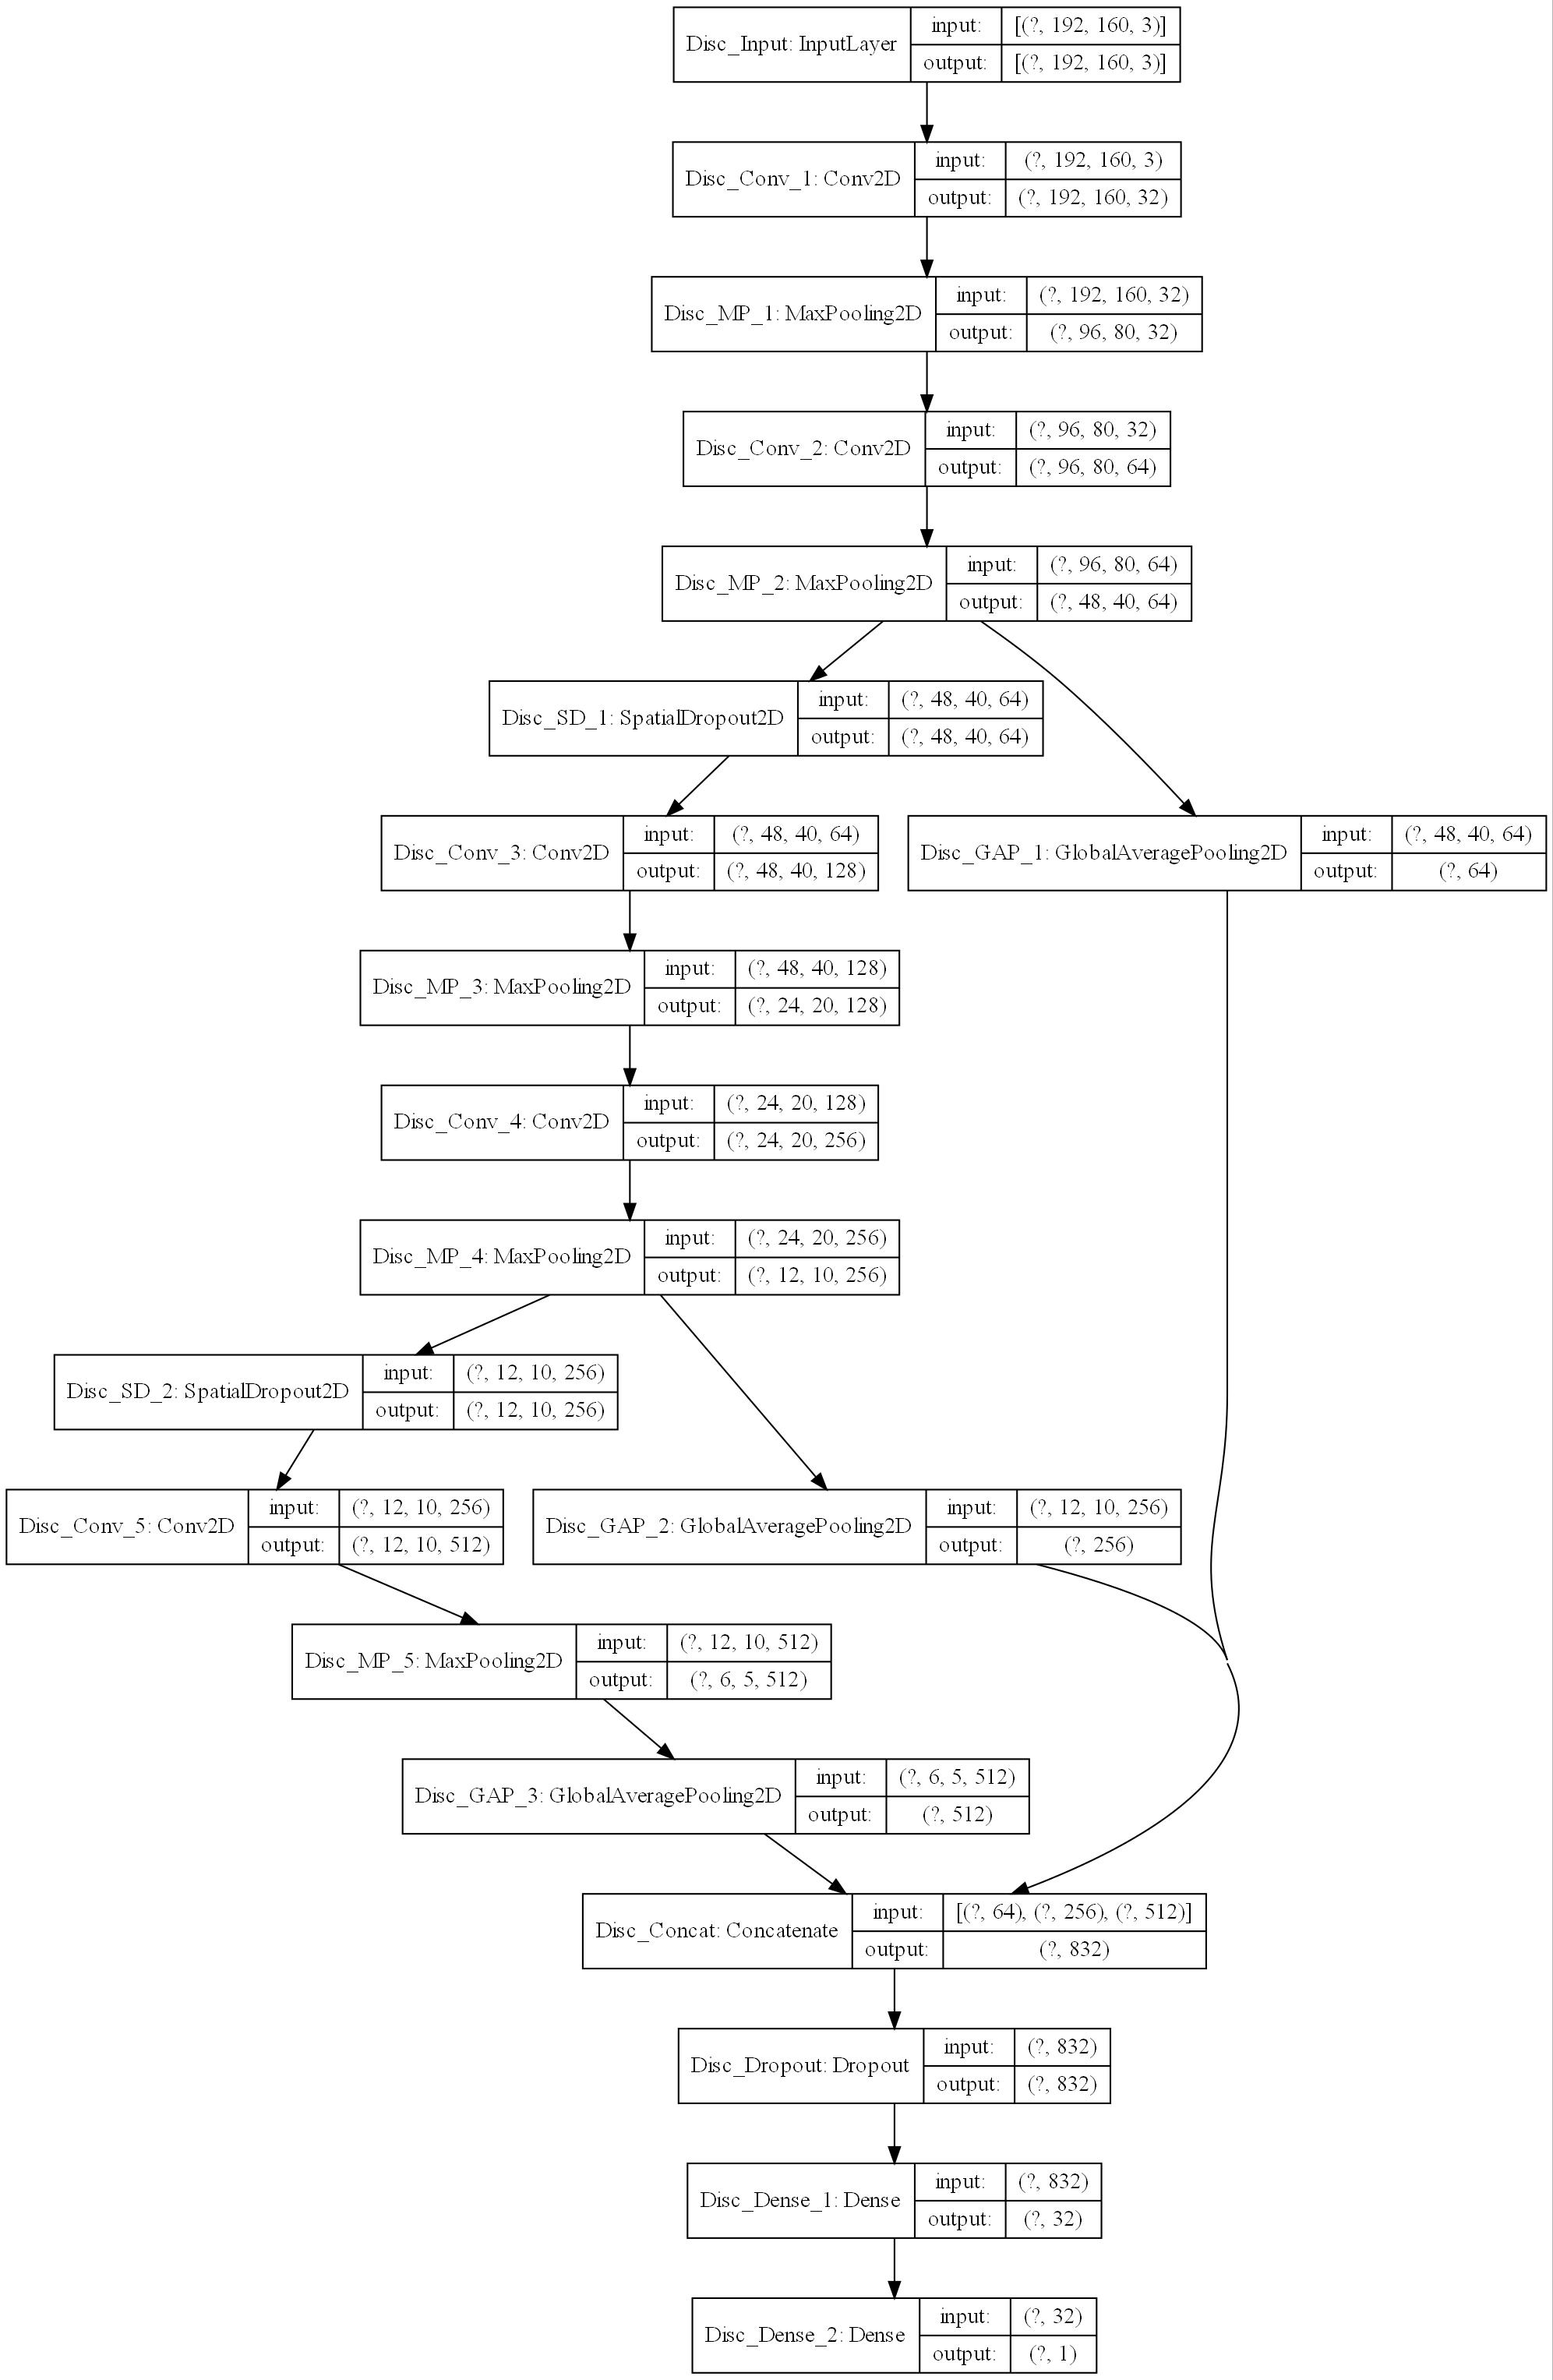 Disc_Input: InputLayer
input: [(?, 192, 160, 3)]
output: [(?, 192, 160, 3)]
Disc_Conv_1: Conv2D
input: (?, 192, 160, 3)
output: (?, 192, 160, 32)
Disc_MP_1: MaxPooling2D
input: (?, 192, 160, 32)
output: (?, 96, 80, 32)
Disc_Conv_2: Conv2D
input: (?, 96, 80, 32)
output: (?, 96, 80, 64)
Disc_MP_2: MaxPooling2D
input: (?, 96, 80, 64)
output: (?, 48, 40, 64)
Disc_SD_1: SpatialDropout2D
input: (?, 48, 40, 64)
output: (?, 48, 40, 64)
Disc_Conv_3: Conv2D
input: (?, 48, 40, 64)
output: (?, 48, 40, 128)
Disc_GAP_1: GlobalAveragePooling2D
input: (?, 48, 40, 64)
output: (?, 64)
Disc_MP_3: MaxPooling2D
input: (?, 48, 40, 128)
output: (?, 24, 20, 128)
Disc_Conv_4: Conv2D
input: (?, 24, 20, 128)
output: (?, 24, 20, 256)
Disc_MP_4: MaxPooling2D
input: (?, 24, 20, 256)
output: (?, 12, 10, 256)
Disc_SD_2: SpatialDropout2D
input: (?, 12, 10, 256)
output: (?, 12, 10, 256)
Disc_Conv_5: Conv2D
input: (?, 12, 10, 256)
output: (?, 12, 10, 512)
Disc_GAP_2: GlobalAveragePooling2D
input: (?, 12, 10, 256)
output: (?, 256)
Disc_MP_5: MaxPooling2D
input: (?, 12, 10, 512)
output: (?, 6, 5, 512)
Disc_GAP_3: GlobalAveragePooling2D
input: (?, 6, 5, 512)
output: (?, 512)
Disc_Concat: Concatenate
input: [(?, 64), (?, 256), (?, 512)]
output: (?, 832)
Disc_Dropout: Dropout
input: (?, 832)
output: (?, 832)
Disc_Dense_1: Dense
input: (?, 832)
output: (?, 32)
Disc_Dense_2: Dense
input: (?, 32)
output: (?, 1)